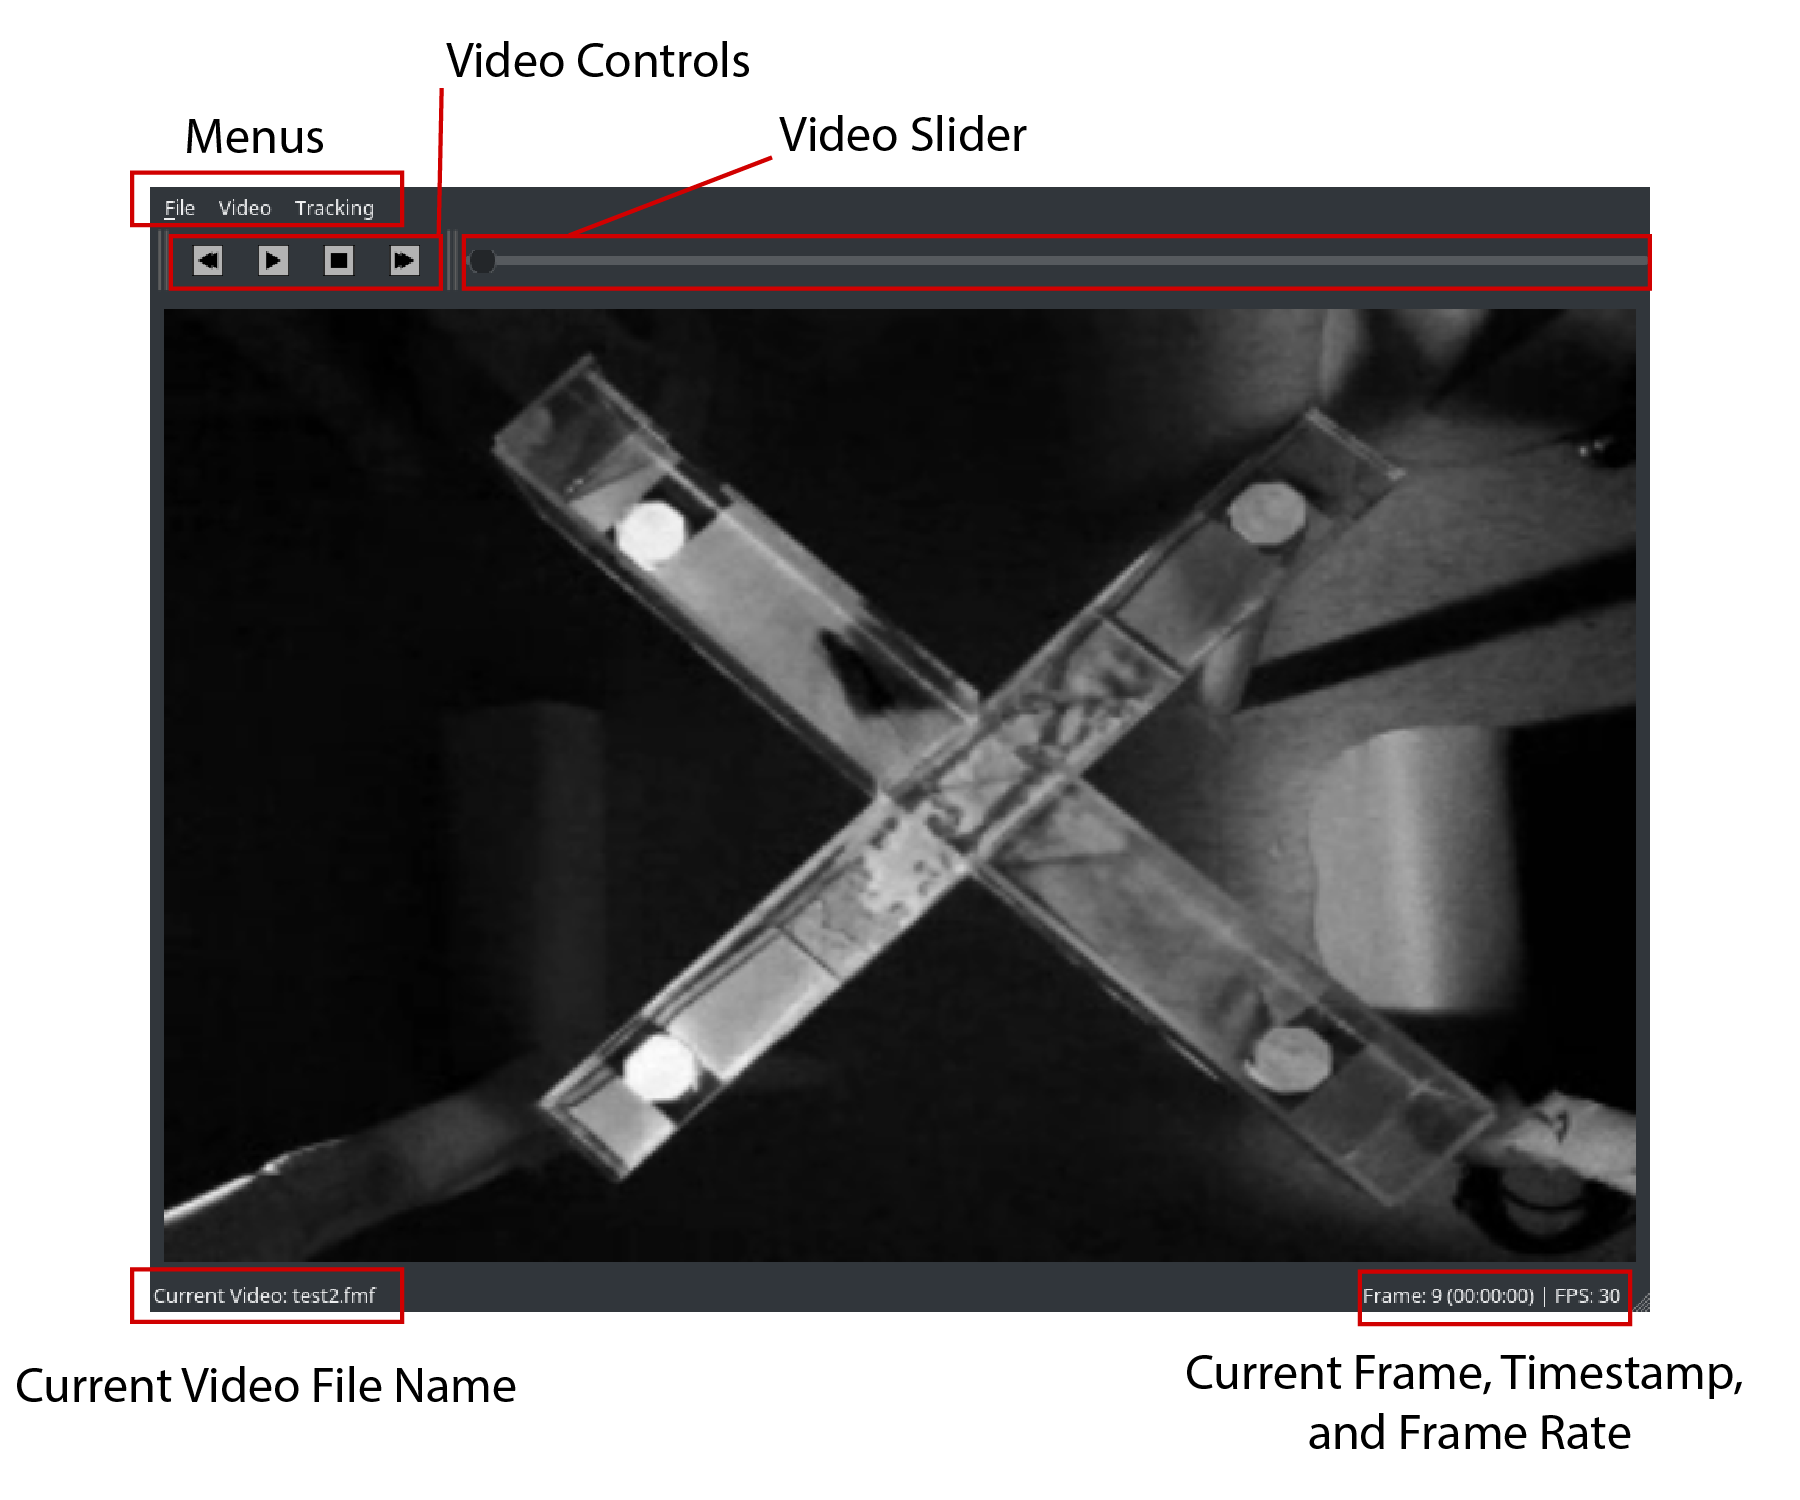 Video Controls
Menus
Video Slider
File Video Tracking
Current Video: test2.fmf
Frame: 9 (00:00:00) | FPS: 30
Current Video File Name
Current Frame, Timestamp,
and Frame Rate